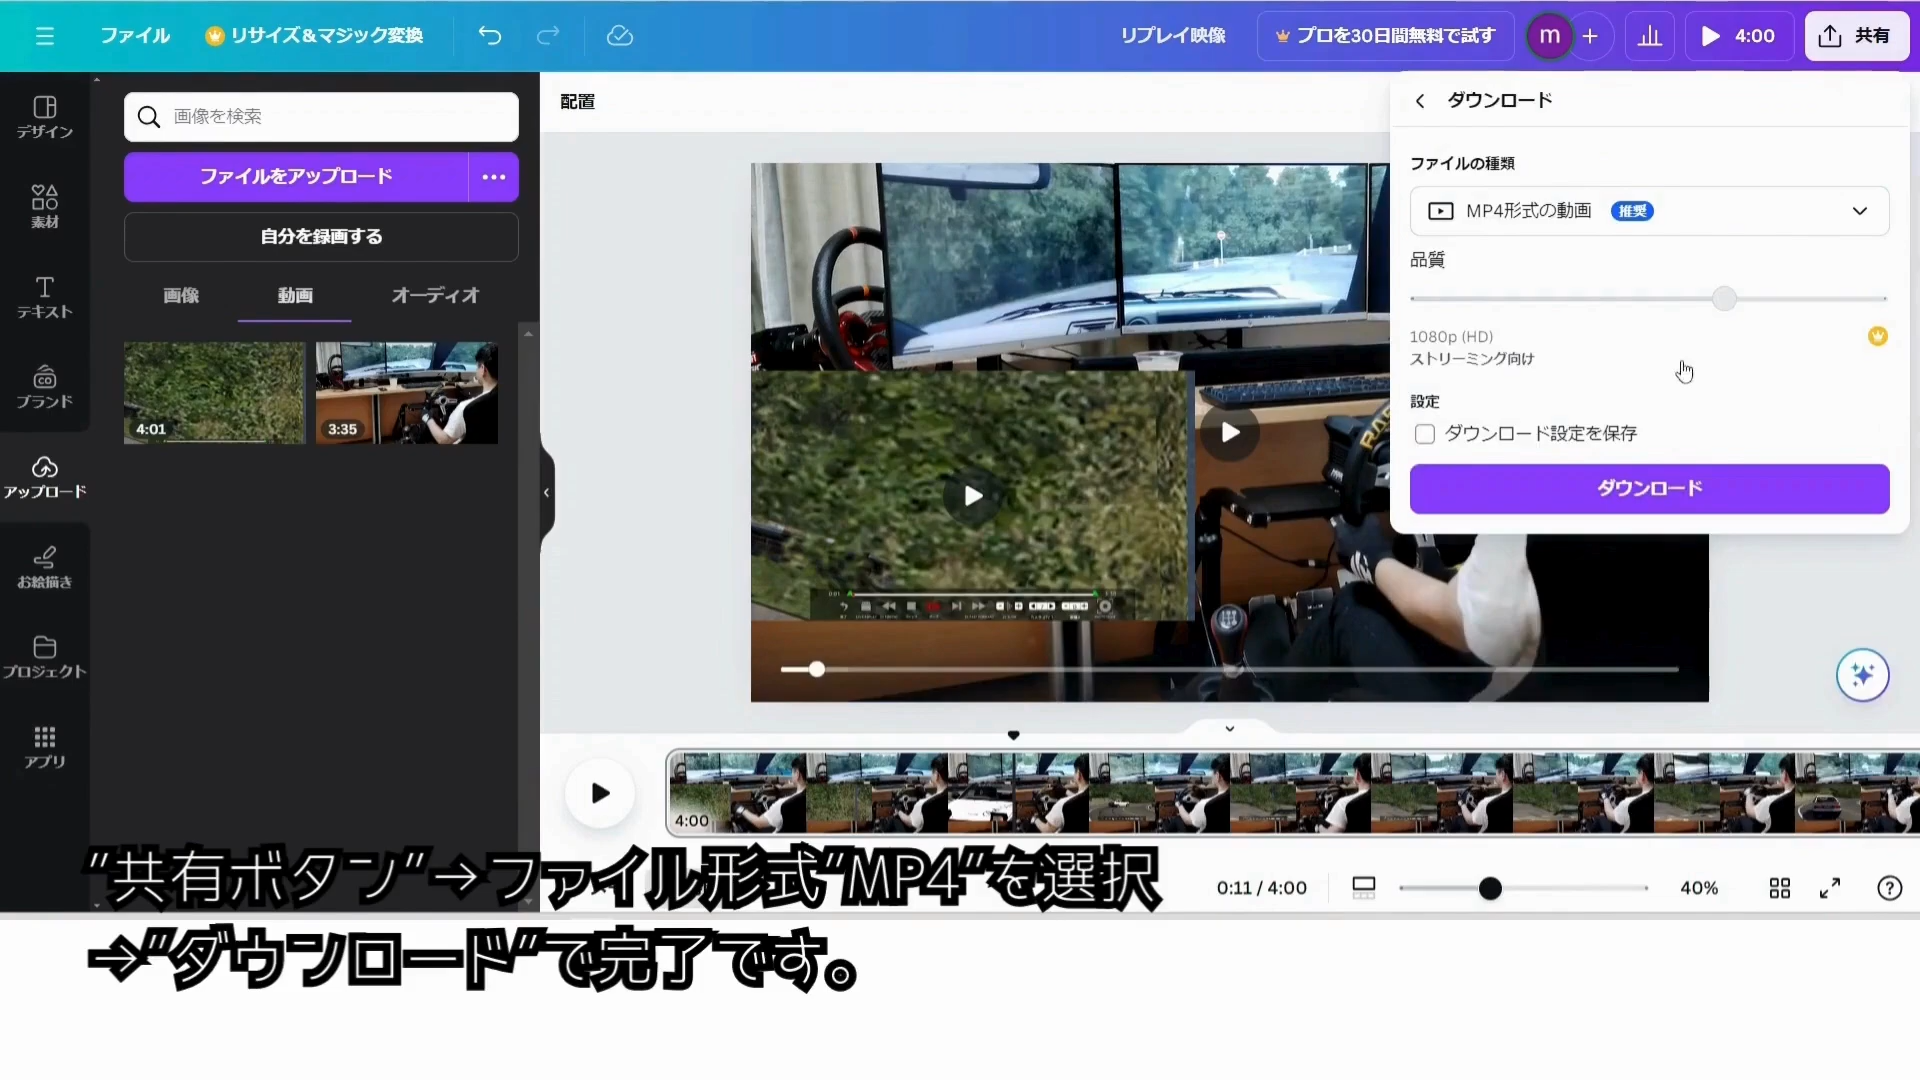 ファイル
リサイズ&マジック変換
リプレイ映像
プロを30日間無料で試す
m
4:00
共有
デザイン
素材
テキスト
ブランド
アップロード
お絵描き
プロジェクト
アプリ
画像を検索
ファイルをアップロード
自分を録画する
画像
動画
オーディオ
4:01
3:35
配置
ダウンロード
ファイルの種類
MP4形式の動画
推奨
品質
1080p (HD)
ストリーミング向け
設定
ダウンロード設定を保存
ダウンロード
4:00
0:11 / 4:00
40%
"共有ボタン"→ファイル形式"MP4"を選択
→"ダウンロード"で完了です。